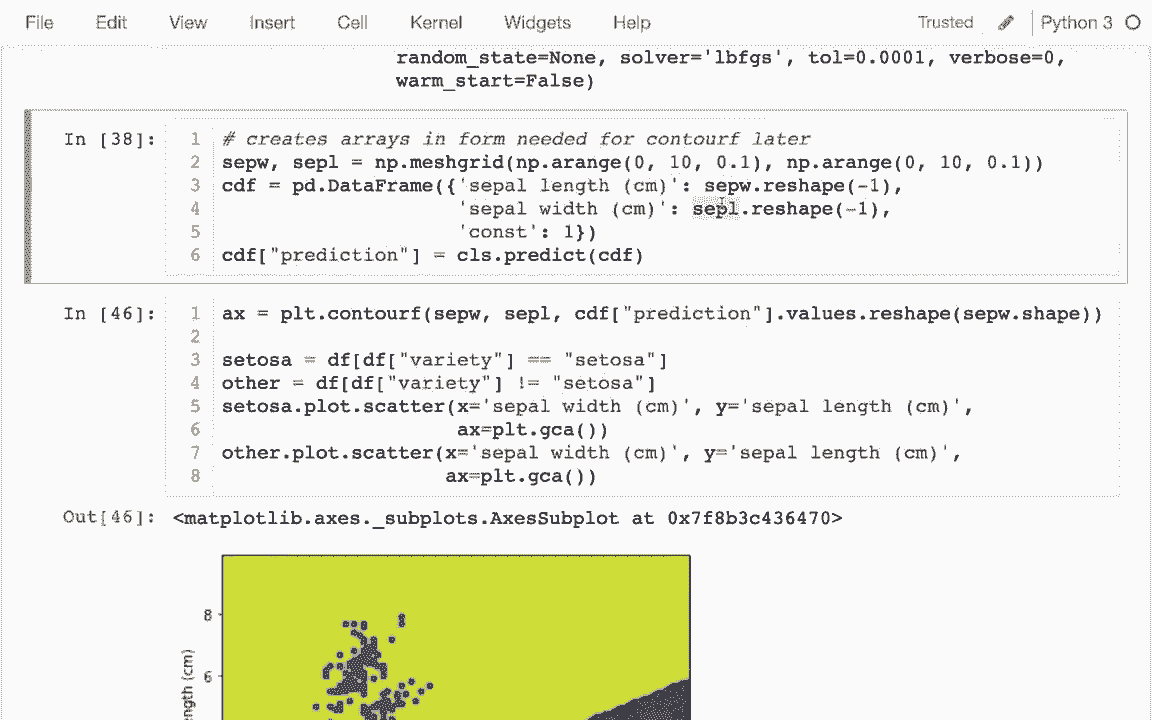 File Edit View Insert Cell Kernel Widgets Help Trusted Python 3
random_state=None, solver='lbfgs', tol=0.0001, verbose=0,
warm_start=False)
In [38]:
1 # creates arrays in form needed for contourf later
2 sepw, sepl = np.meshgrid(np.arange(0, 10, 0.1), np.arange(0, 10, 0.1))
3 cdf = pd.DataFrame({'sepal length (cm)': sepw.reshape(-1),
4 'sepal width (cm)': sepl.reshape(-1),
5 'const': 1})
6 cdf["prediction"] = cls.predict(cdf)
In [46]:
1 ax = plt.contourf(sepw, sepl, cdf["prediction"].values.reshape(sepw.shape))
2
3 setosa = df[df["variety"] == "setosa"]
4 other = df[df["variety"] != "setosa"]
5 setosa.plot.scatter(x='sepal width (cm)', y='sepal length (cm)',
6 ax=plt.gca())
7 other.plot.scatter(x='sepal width (cm)', y='sepal length (cm)',
8 ax=plt.gca())
Out[46]: <matplotlib.axes._subplots.AxesSubplot at 0x7f8b3c436470>
8
6
(cm)